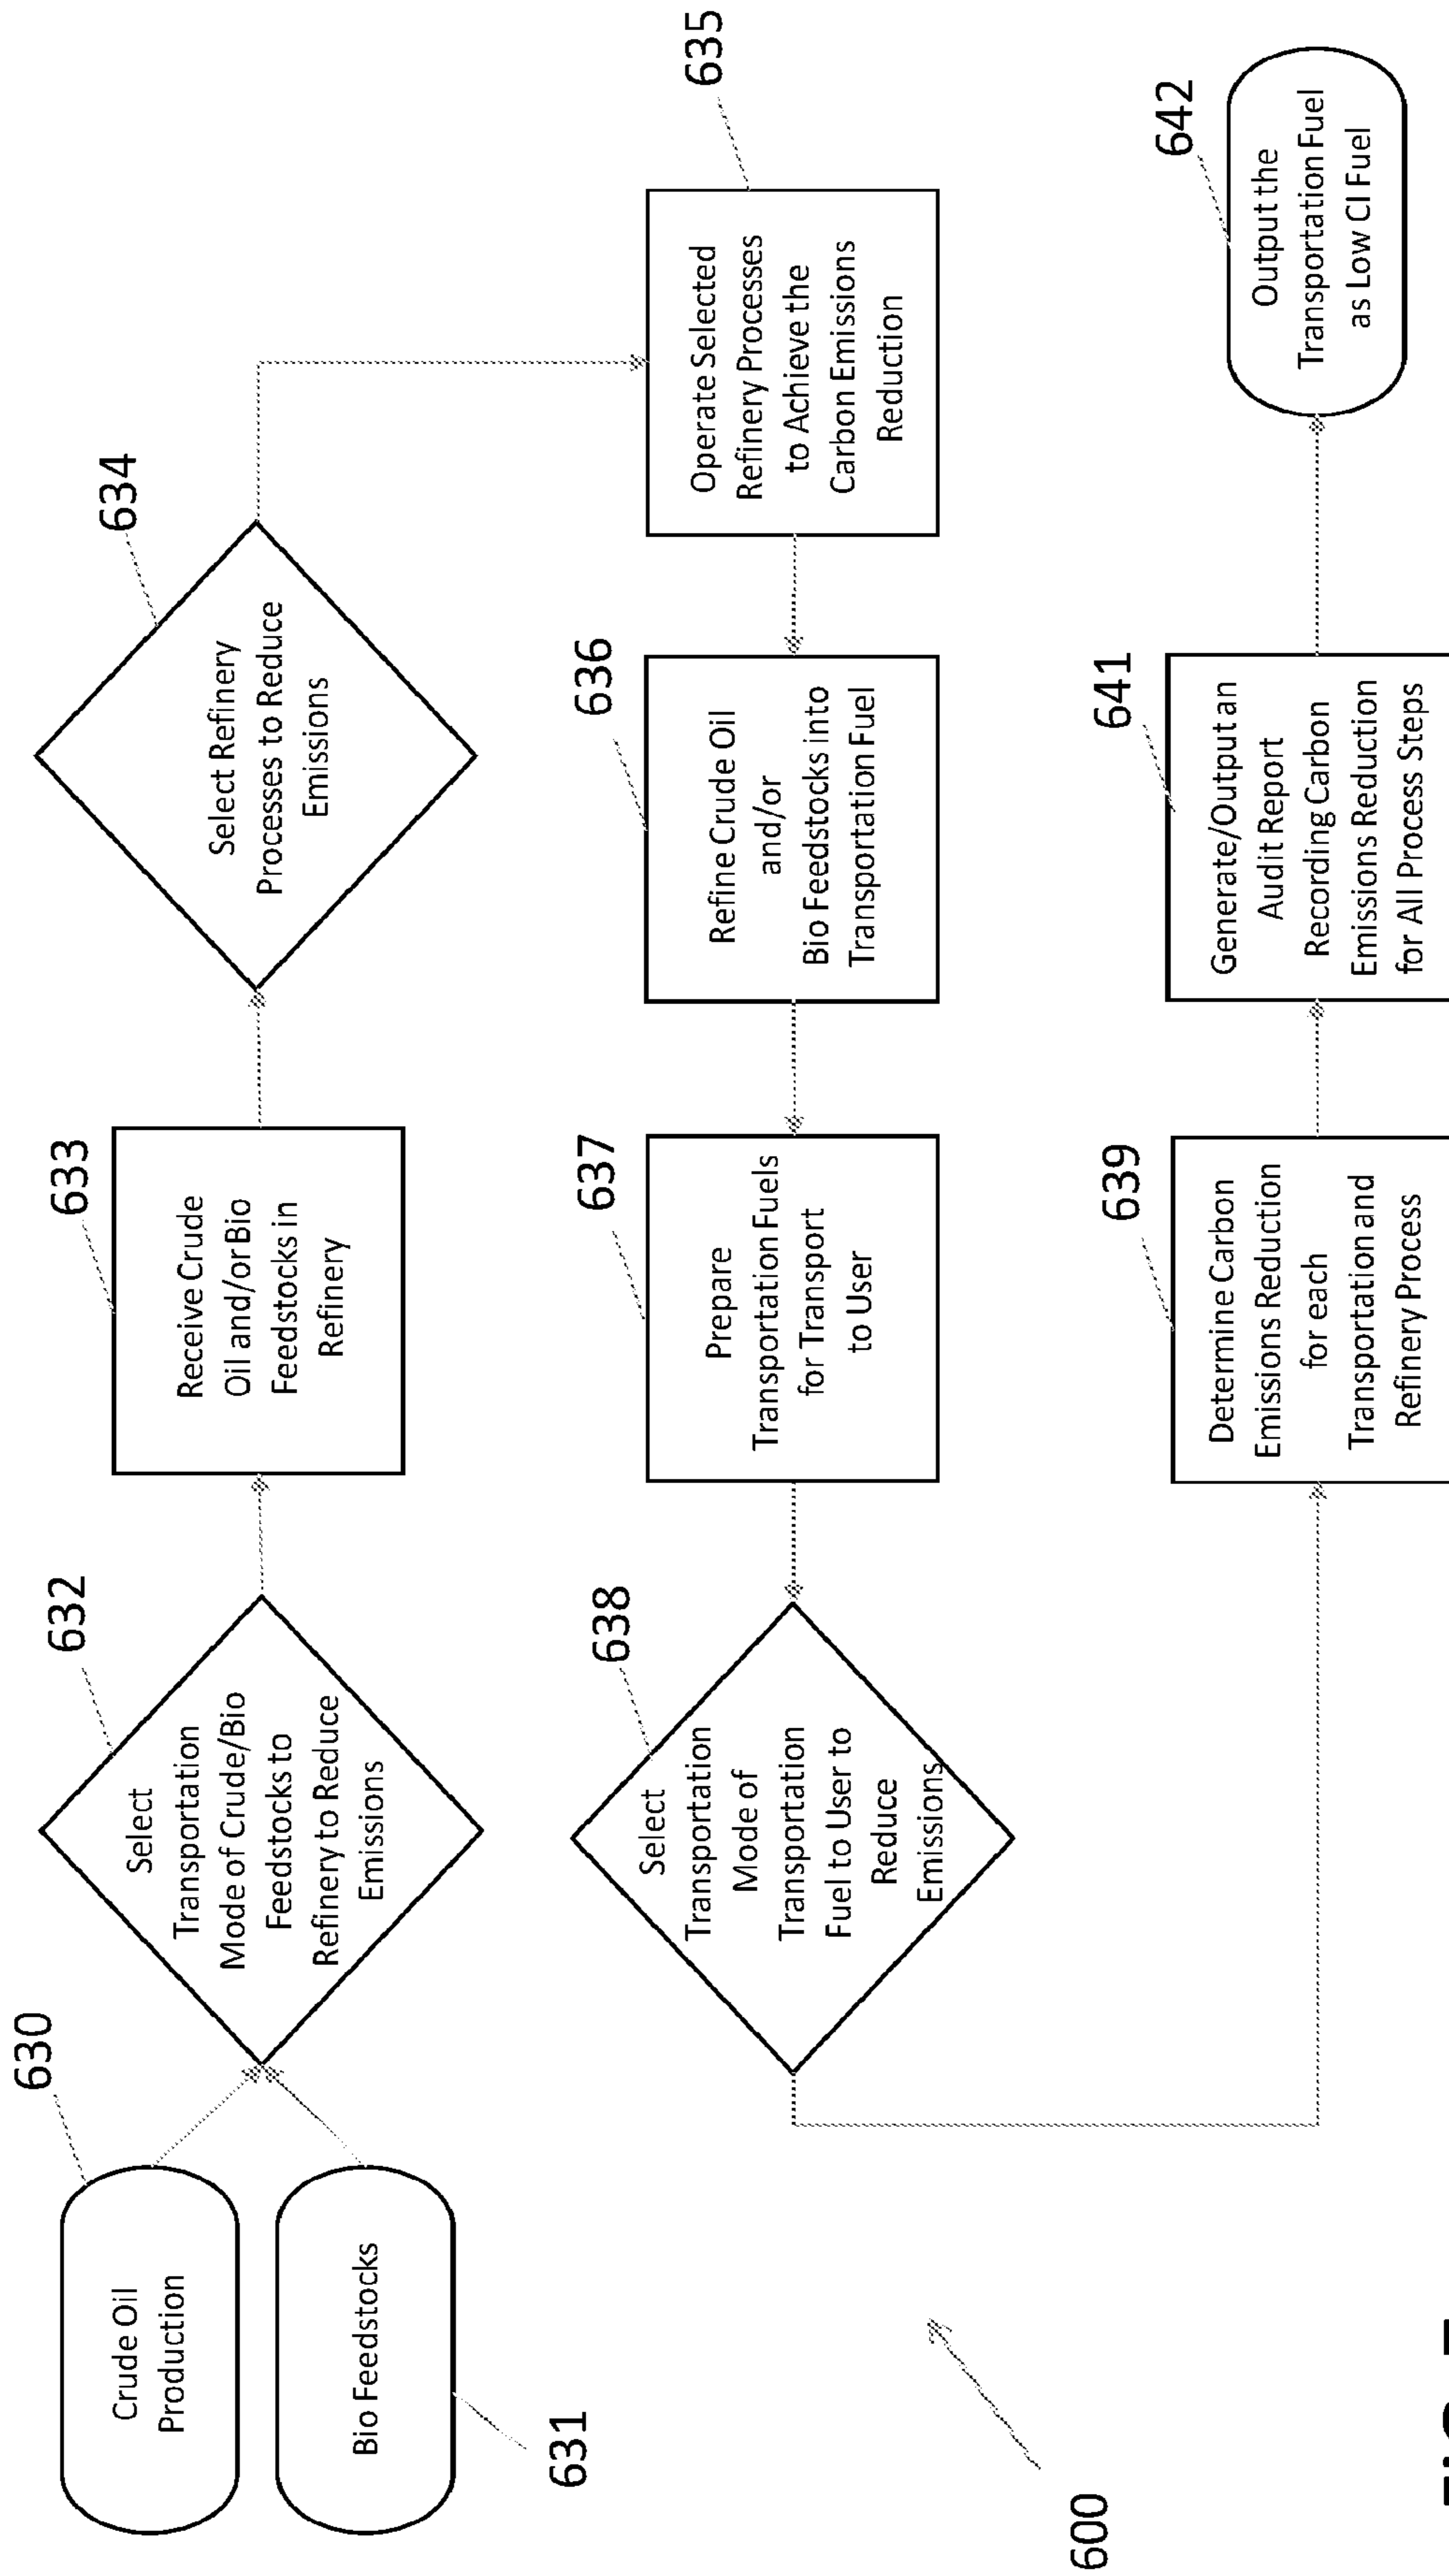 630
Crude Oil
Production
Bio Feedstocks
631
632
Select
Transportation
Mode of Crude/Bio
Feedstocks to
Refinery to Reduce
Emissions
633
Receive Crude
Oil and/or Bio
Feedstocks in
Refinery
634
Select Refinery
Processes to Reduce
Emissions
635
Operate Selected
Refinery Processes
to Achieve the
Carbon Emissions
Reduction
636
Refine Crude Oil
and/or
Bio Feedstocks into
Transportation Fuel
637
Prepare
Transportation Fuels
for Transport
to User
638
Select
Transportation
Mode of
Transportation
Fuel to User to
Reduce
Emissions
639
Determine Carbon
Emissions Reduction
for each
Transportation and
Refinery Process
641
Generate/Output an
Audit Report
Recording Carbon
Emissions Reduction
for All Process Steps
642
Output the
Transportation Fuel
as Low CI Fuel
600